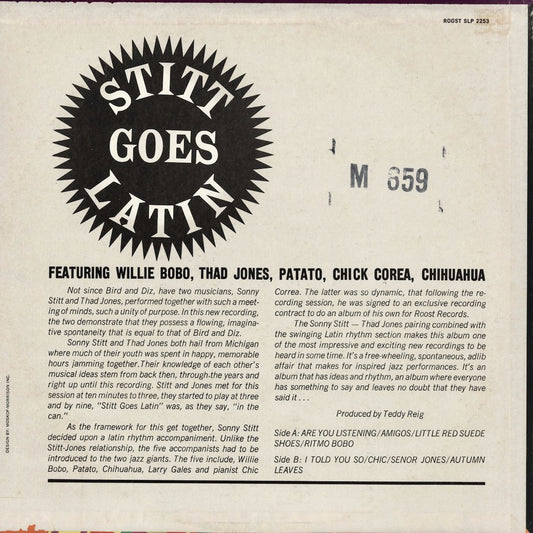 ROOST SLP 2253
STITT
GOES
LATIN
M 659
FEATURING WILLIE BOBO, THAD JONES, PATATO, CHICK COREA, CHIHUAHUA
Not since Bird and Diz, have two musicians, Sonny
Stitt and Thad Jones, performed together with such a meet-
ing of minds, such a unity of purpose. In this new recording,
the two demonstrate that they possess a flowing, imagina-
tive spontaneity that is equal to that of Bird and Diz.
Sonny Stitt and Thad Jones both hail from Michigan
where much of their youth was spent in happy, memorable
hours jamming together. Their knowledge of each other's
musical ideas stem from back then, through the years and
right up until this recording. Stitt and Jones met for this
session at ten minutes to three, they started to play at three
and by nine, "Stitt Goes Latin" was, as they say, "in the
can."
As the framework for this get together, Sonny Stitt
decided upon a latin rhythm accompaniment. Unlike the
Stitt-Jones relationship, the five accompanists had to be
introduced to the two jazz giants. The five include, Willie
Bobo, Patato, Chihuahua, Larry Gales and pianist Chic
Corea. The latter was so dynamic, that following the re-
cording session, he was signed to an exclusive recording
contract to do an album of his own for Roost Records.
The Sonny Stitt — Thad Jones pairing combined with
the swinging Latin rhythm section makes this album one
of the most impressive and exciting new recordings to be
heard in some time. It's a free-wheeling, spontaneous, adlib
affair that makes for inspired jazz performances. It's an
album that has ideas and rhythm, an album where everyone
has something to say and leaves no doubt that they have
said it . . .
Produced by Teddy Reig
Side A: ARE YOU LISTENING/AMIGOS/LITTLE RED SUEDE
SHOES/RITMO BOBO
Side B: I TOLD YOU SO/CHIC/SENOR JONES/AUTUMN
LEAVES
DESIGN BY: MOSKOF-MORRISON INC.